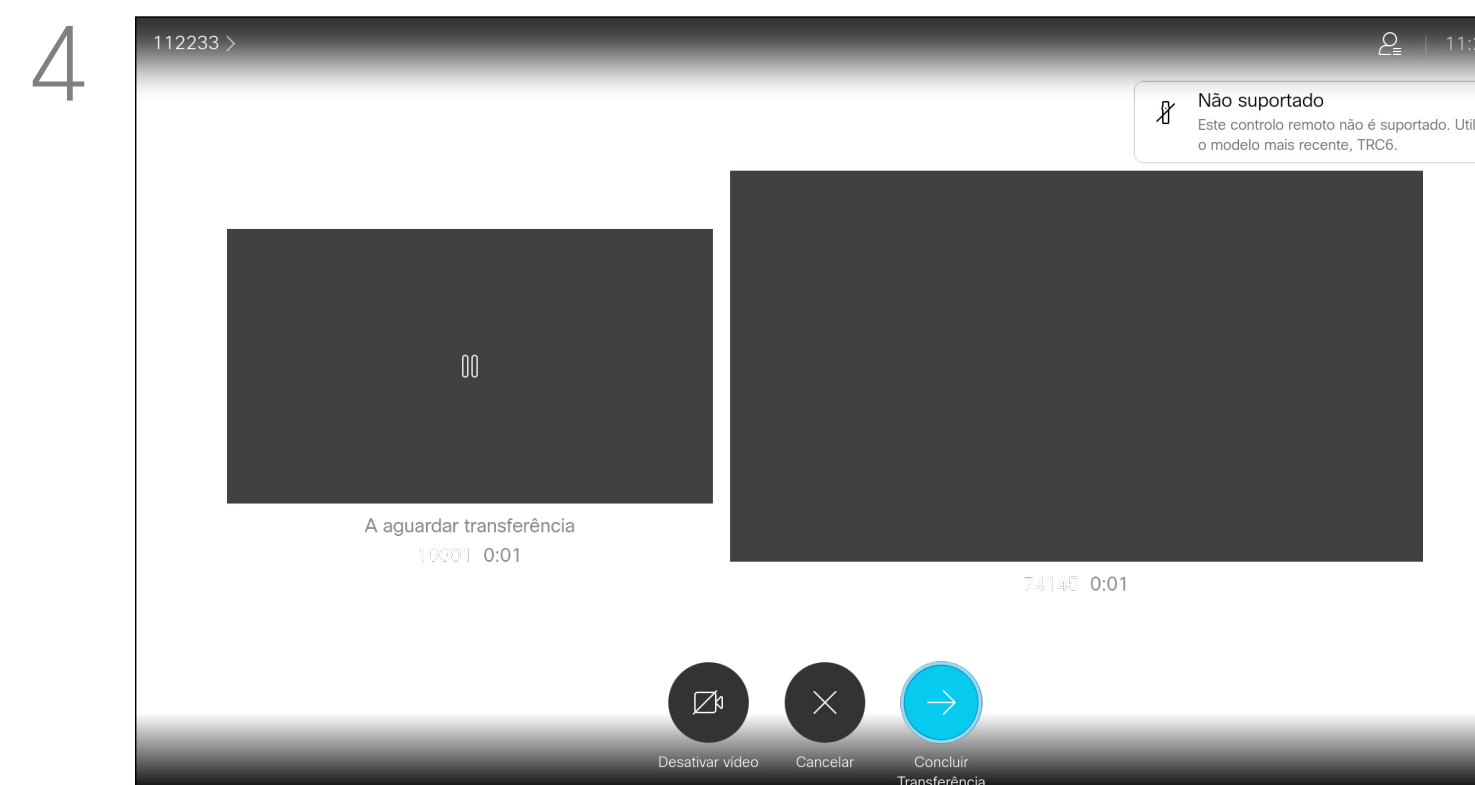 4
112233
Não suportado
Este controlo remoto não é suportado.
o modelo mais recente, TRC6.
A aguardar transferência
10001 0:01
74145 0:01
Desativar vídeo
Cancelar
Concluir
Transferência